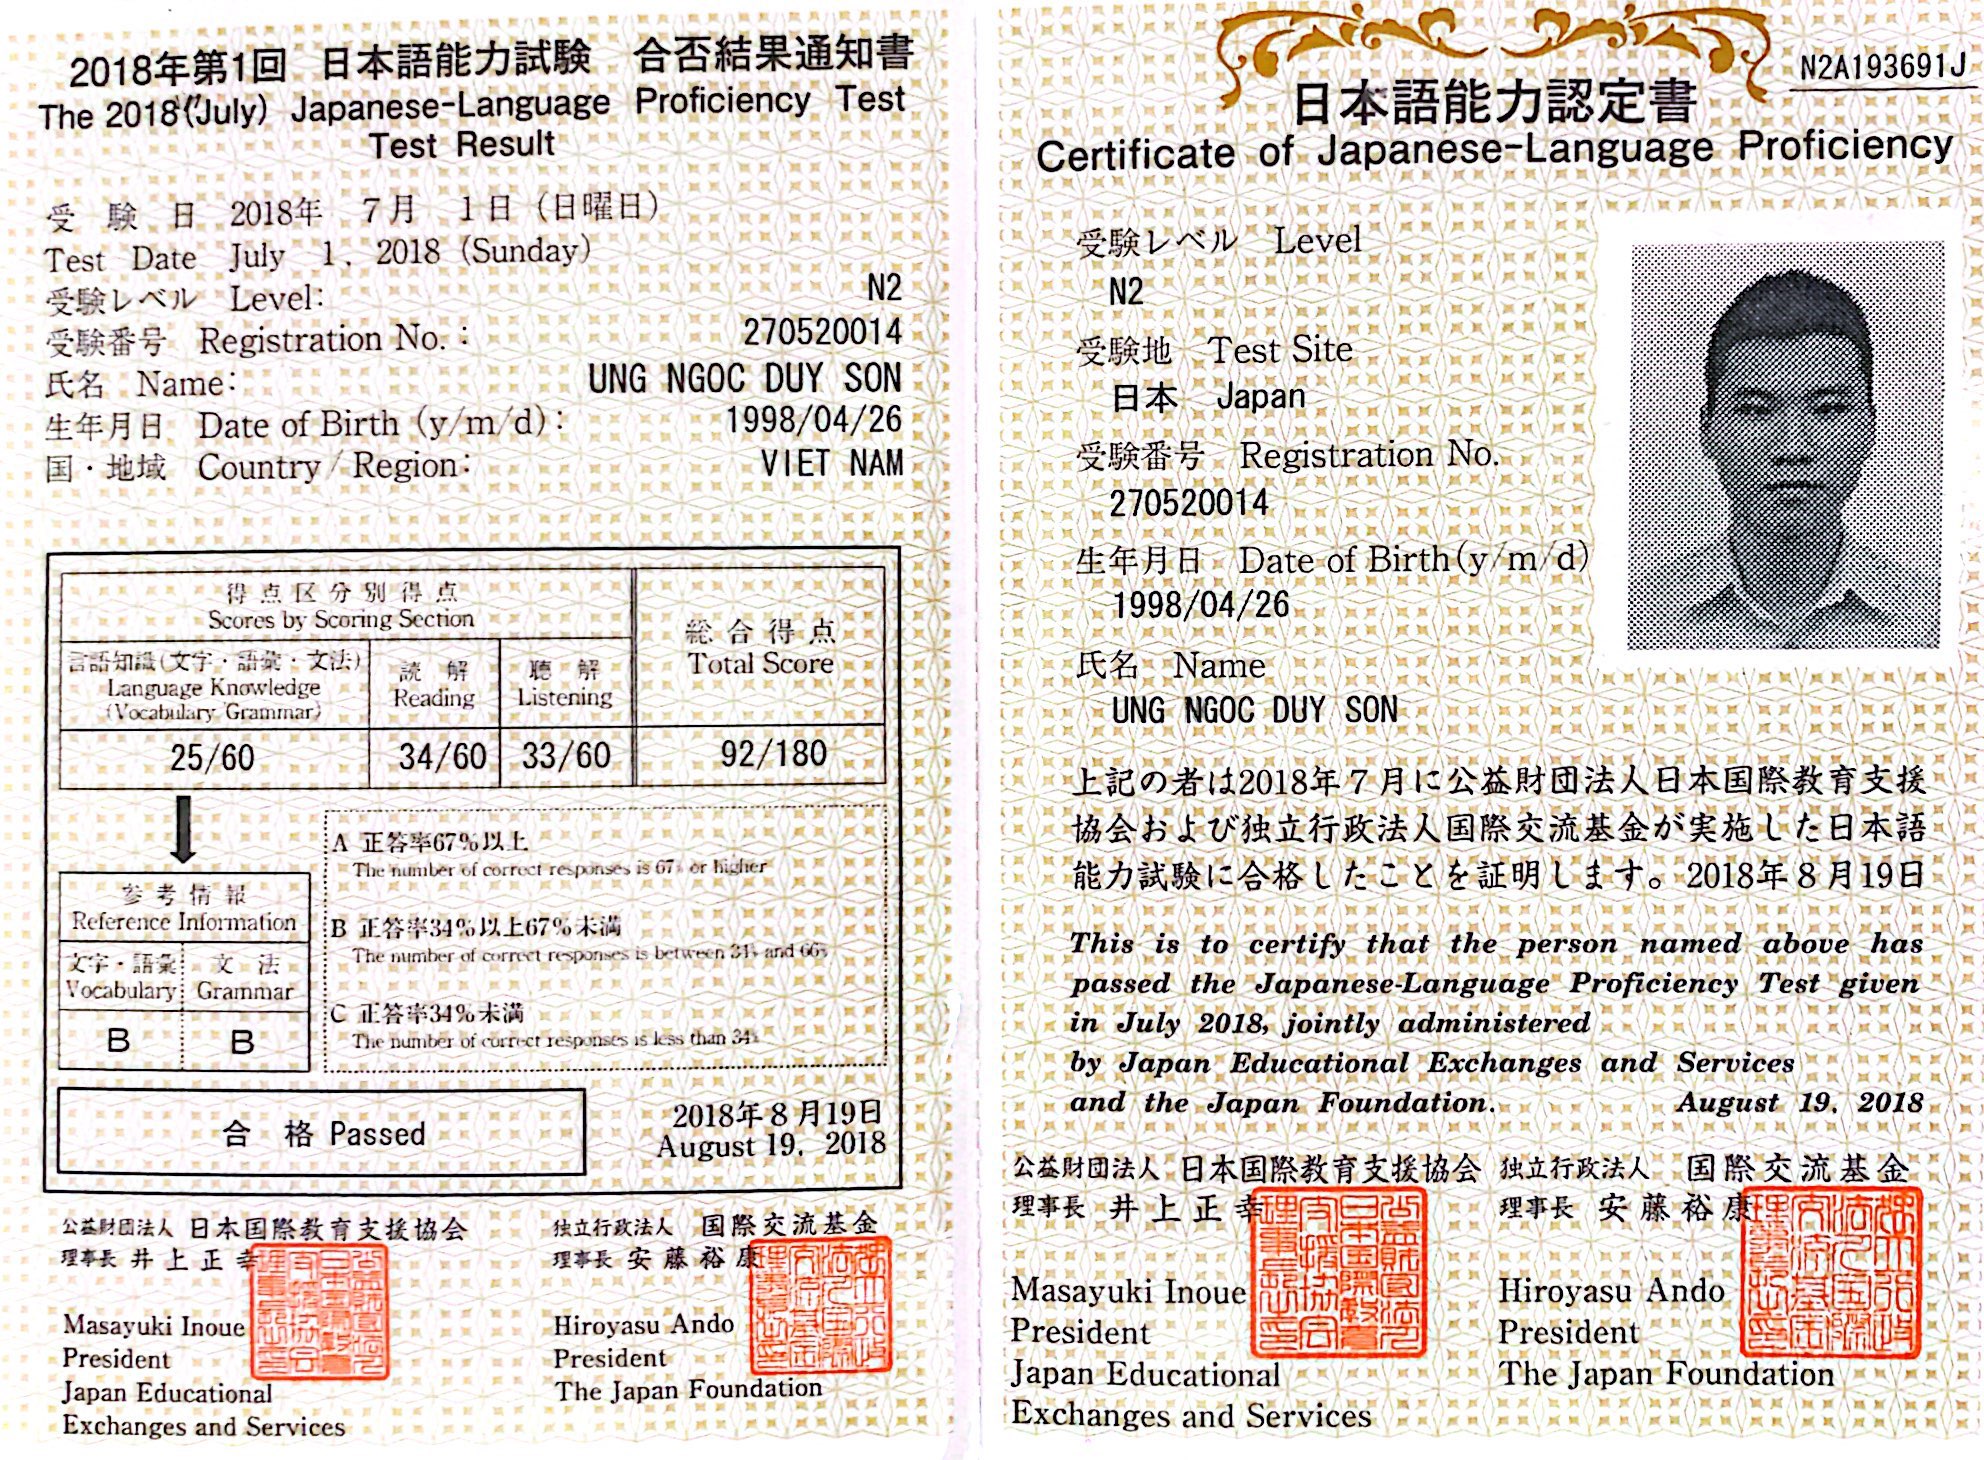 2018年第1回 日本語能力試験 合否結果通知書
The 2018(July) Japanese-Language Proficiency Test
Test Result
受 験 日 2018年 7月 1日(日曜日)
Test Date July 1, 2018 (Sunday)
受験レベル Level: N2
受験番号 Registration No.: 270520014
氏名 Name: UNG NGOC DUY SON
生年月日 Date of Birth (y/m/d): 1998/04/26
国・地域 Country/Region: VIET NAM
得点区分別得点
Scores by Scoring Section
総合得点
Total Score
言語知識(文字・語彙・文法)
Language Knowledge
(Vocabulary/Grammar)
読 解
Reading
聴 解
Listening
25/60 34/60 33/60 92/180
参考情報
Reference Information
文字・語彙
Vocabulary
文 法
Grammar
B B
A 正答率67%以上
The number of correct responses is 67% or higher
B 正答率34%以上67%未満
The number of correct responses is between 34% and 66%
C 正答率34%未満
The number of correct responses is less than 34%
合 格 Passed
2018年8月19日
August 19, 2018
公益財団法人 日本国際教育支援協会
理事長 井上正幸
Masayuki Inoue
President
Japan Educational
Exchanges and Services
独立行政法人 国際交流基金
理事長 安藤裕康
Hiroyasu Ando
President
The Japan Foundation
N2A193691J
日本語能力認定書
Certificate of Japanese-Language Proficiency
受験レベル Level
N2
受験地 Test Site
日本 Japan
受験番号 Registration No.
270520014
生年月日 Date of Birth(y/m/d)
1998/04/26
氏名 Name
UNG NGOC DUY SON
上記の者は2018年7月に公益財団法人日本国際教育支援
協会および独立行政法人国際交流基金が実施した日本語
能力試験に合格したことを証明します。2018年8月19日
This is to certify that the person named above has
passed the Japanese-Language Proficiency Test given
in July 2018, jointly administered
by Japan Educational Exchanges and Services
and the Japan Foundation. August 19, 2018
公益財団法人 日本国際教育支援協会
理事長 井上正幸
Masayuki Inoue
President
Japan Educational
Exchanges and Services
独立行政法人 国際交流基金
理事長 安藤裕康
Hiroyasu Ando
President
The Japan Foundation